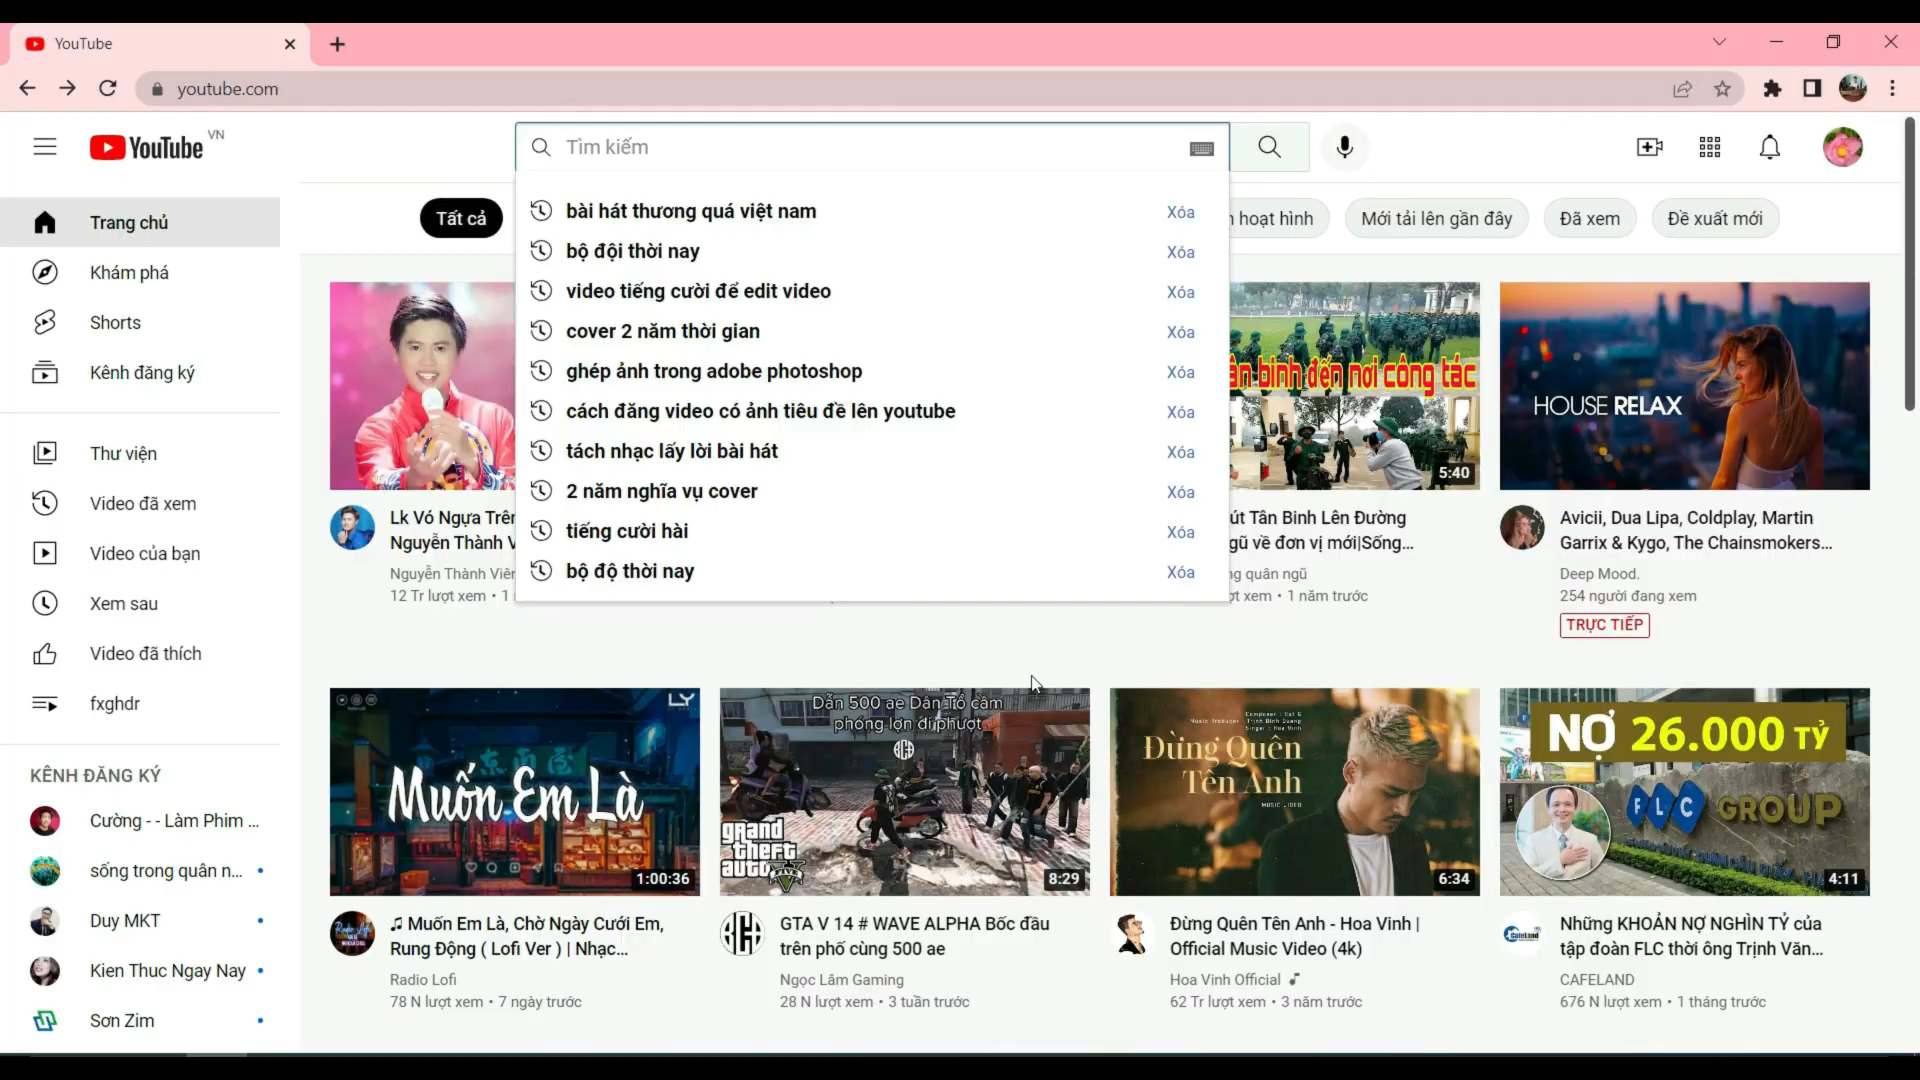 YouTube
youtube.com
YouTube VN
Tìm kiếm
Trang chủ
Khám phá
Shorts
Kênh đăng ký
Thư viện
Video đã xem
Video của bạn
Xem sau
Video đã thích
fxghdr
KÊNH ĐĂNG KÝ
Cường - - Làm Phim ...
sống trong quân n...
Duy MKT
Kien Thuc Ngay Nay
Sơn Zim
Tất cả
hoạt hình
Mới tải lên gần đây
Đã xem
Đề xuất mới
bài hát thương quá việt nam Xóa
bộ đội thời nay Xóa
video tiếng cười để edit video Xóa
cover 2 năm thời gian Xóa
ghép ảnh trong adobe photoshop Xóa
cách đăng video có ảnh tiêu đề lên youtube Xóa
tách nhạc lấy lời bài hát Xóa
2 năm nghĩa vụ cover Xóa
tiếng cười hài Xóa
bộ độ thời nay Xóa
Lk Vó Ngựa Trên
Nguyễn Thành V
Nguyễn Thành Viên
12 Tr lượt xem • 1
binh đến nơi công tác
5:40
út Tân Binh Lên Đường
gũ về đơn vị mới|Sống...
quân ngũ
xem • 1 năm trước
HOUSE RELAX
Avicii, Dua Lipa, Coldplay, Martin
Garrix & Kygo, The Chainsmokers...
Deep Mood.
254 người đang xem
TRỰC TIẾP
LY
Muốn Em Là
1:00:36
♫ Muốn Em Là, Chờ Ngày Cưới Em,
Rung Động ( Lofi Ver ) | Nhạc...
Radio Lofi
78 N lượt xem • 7 ngày trước
Dẫn 500 ae Dân Tổ cầm
phóng lợn đi phượt
grand
theft
auto V
8:29
GTA V 14 # WAVE ALPHA Bốc đầu
trên phố cùng 500 ae
Ngọc Lâm Gaming
28 N lượt xem • 3 tuần trước
Đừng Quên
Tên Anh
MUSIC VIDEO
6:34
Đừng Quên Tên Anh - Hoa Vinh |
Official Music Video (4k)
Hoa Vinh Official
62 Tr lượt xem • 3 năm trước
NỢ 26.000 TỶ
FLC GROUP
4:11
CafeLand
Những KHOẢN NỢ NGHÌN TỶ của
tập đoàn FLC thời ông Trịnh Văn...
CAFELAND
676 N lượt xem • 1 tháng trước